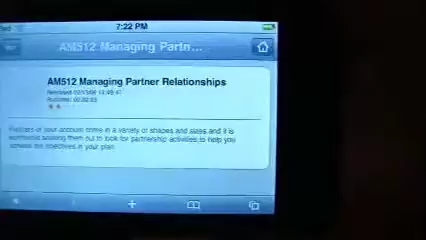 7:22 PM
AM512 Managing Partn...
AM512 Managing Partner Relationships
Partners of your account come in a variety of shapes and sizes and it is
worthwhile seeking them out to look for partnership activities to help you
achieve the objectives in your plan